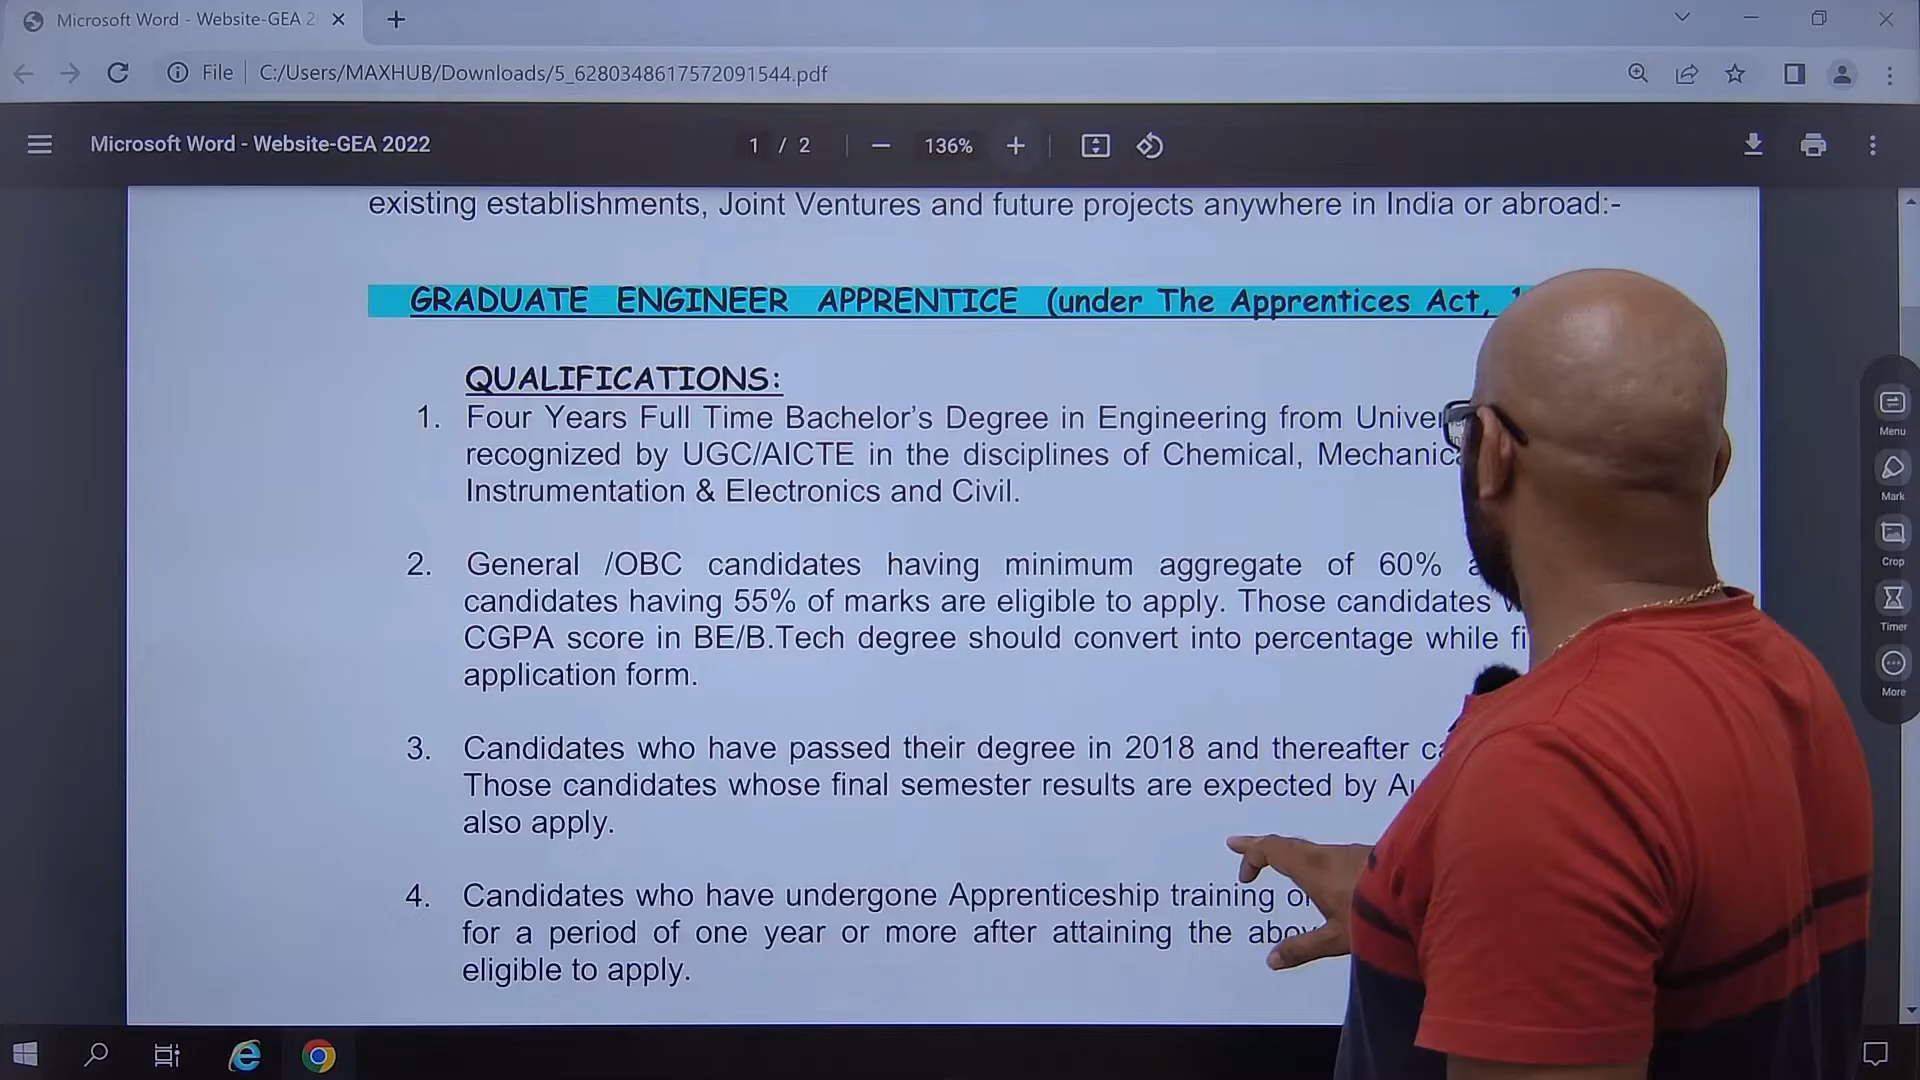 Microsoft Word - Website-GEA 2
File
C:/Users/MAXHUB/Downloads/5_6280348617572091544.pdf
Microsoft Word - Website-GEA 2022
1 / 2
136%
existing establishments, Joint Ventures and future projects anywhere in India or abroad:-
GRADUATE ENGINEER APPRENTICE (under The Apprentices Act,
QUALIFICATIONS:
1. Four Years Full Time Bachelor's Degree in Engineering from
recognized by UGC/AICTE in the disciplines of Chemical,
Instrumentation & Electronics and Civil.
2. General /OBC candidates having minimum aggregate of 60%
candidates having 55% of marks are eligible to apply. Those candidates
CGPA score in BE/B.Tech degree should convert into percentage while
application form.
3. Candidates who have passed their degree in 2018 and thereafter
Those candidates whose final semester results are expected by
also apply.
4. Candidates who have undergone Apprenticeship training
for a period of one year or more after attaining the
eligible to apply.
Menu
Mark
Crop
Timer
More